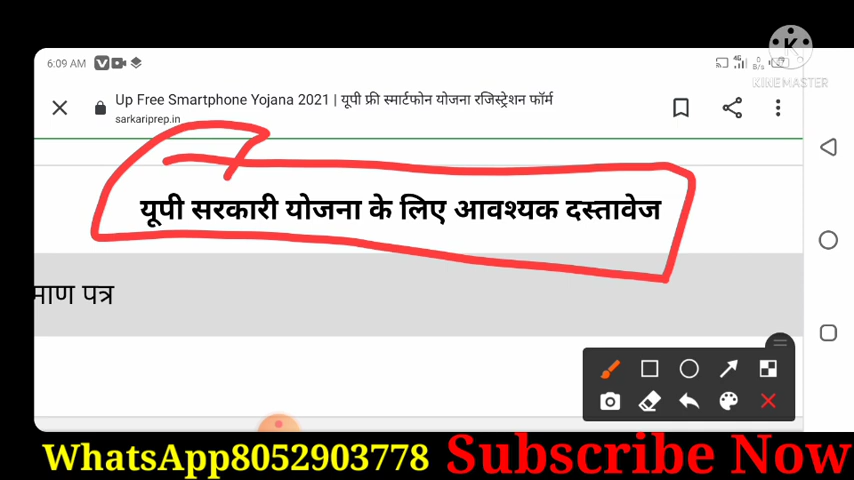 6:09 AM
KINEMASTER
Up Free Smartphone Yojana 2021 | यूपी फ्री स्मार्टफोन योजना रजिस्ट्रेशन फॉर्म
sarkariprep.in
यूपी सरकारी योजना के लिए आवश्यक दस्तावेज
माण पत्र
WhatsApp8052903778 Subscribe Now